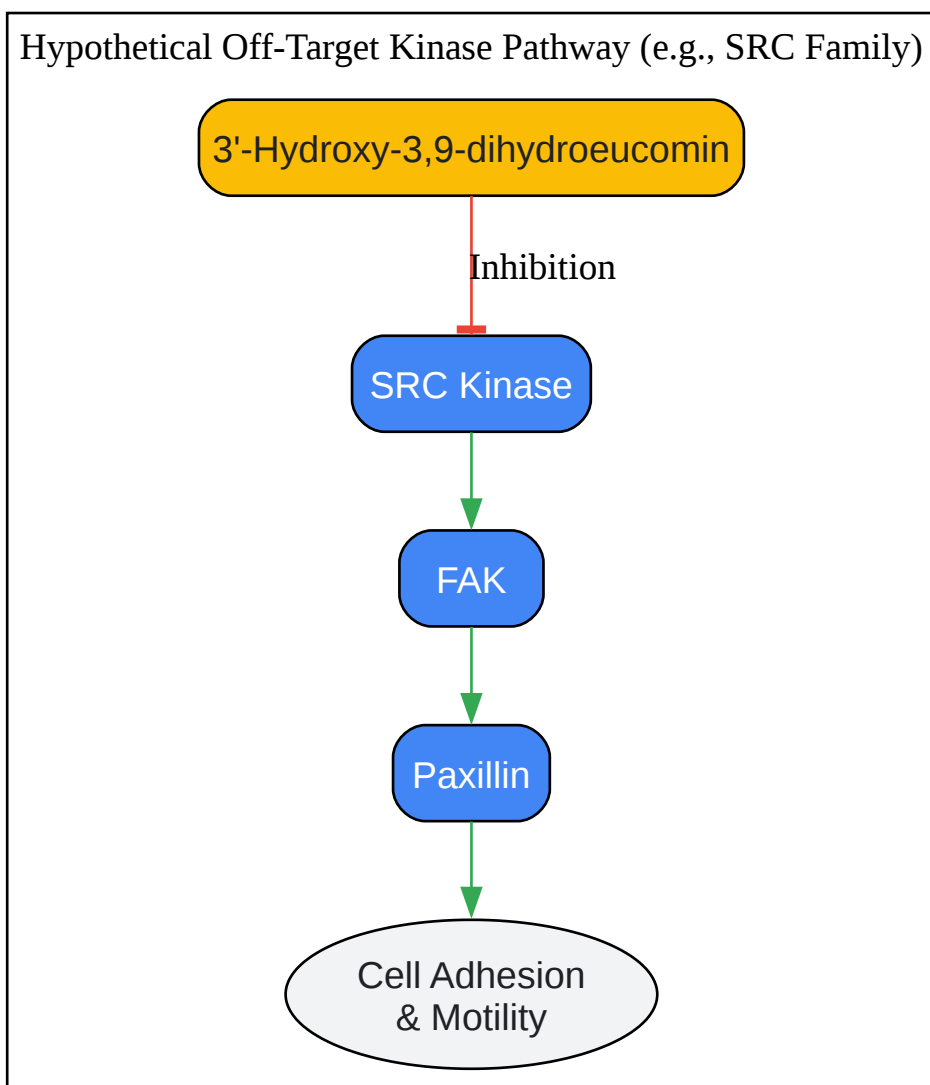 Hypothetical Off-Target Kinase Pathway (e.g., SRC Family)
3'-Hydroxy-3,9-dihydroeucomin
Inhibition
SRC Kinase
FAK
Paxillin
Cell Adhesion
& Motility